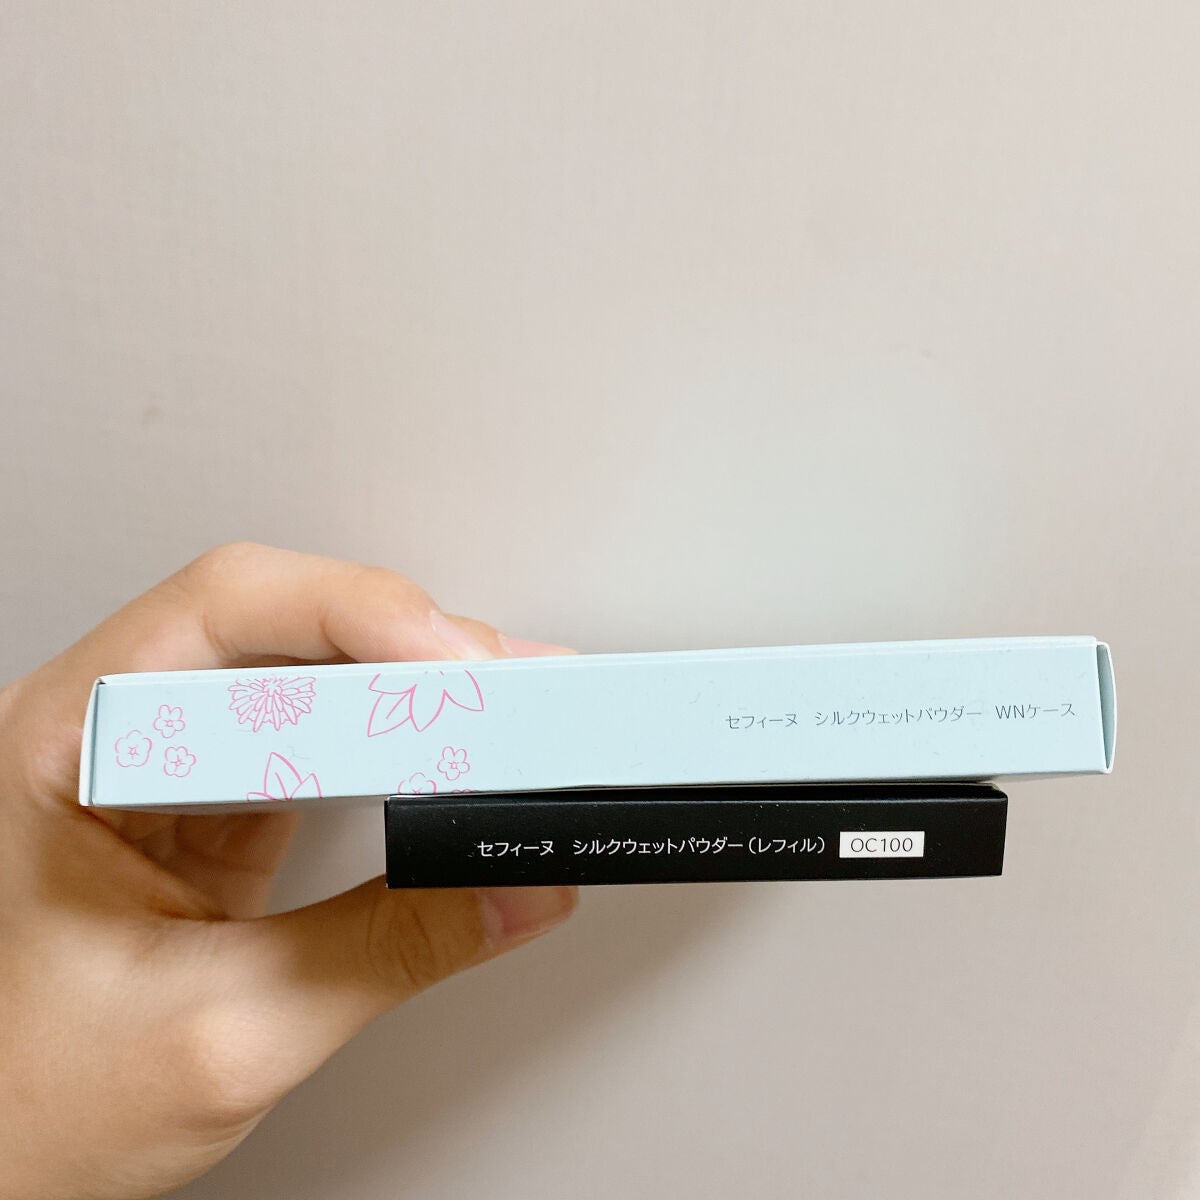 セフィーヌ　シルクウェットパウダー　WNケース
セフィーヌ　シルクウェットパウダー（レフィル）　OC100